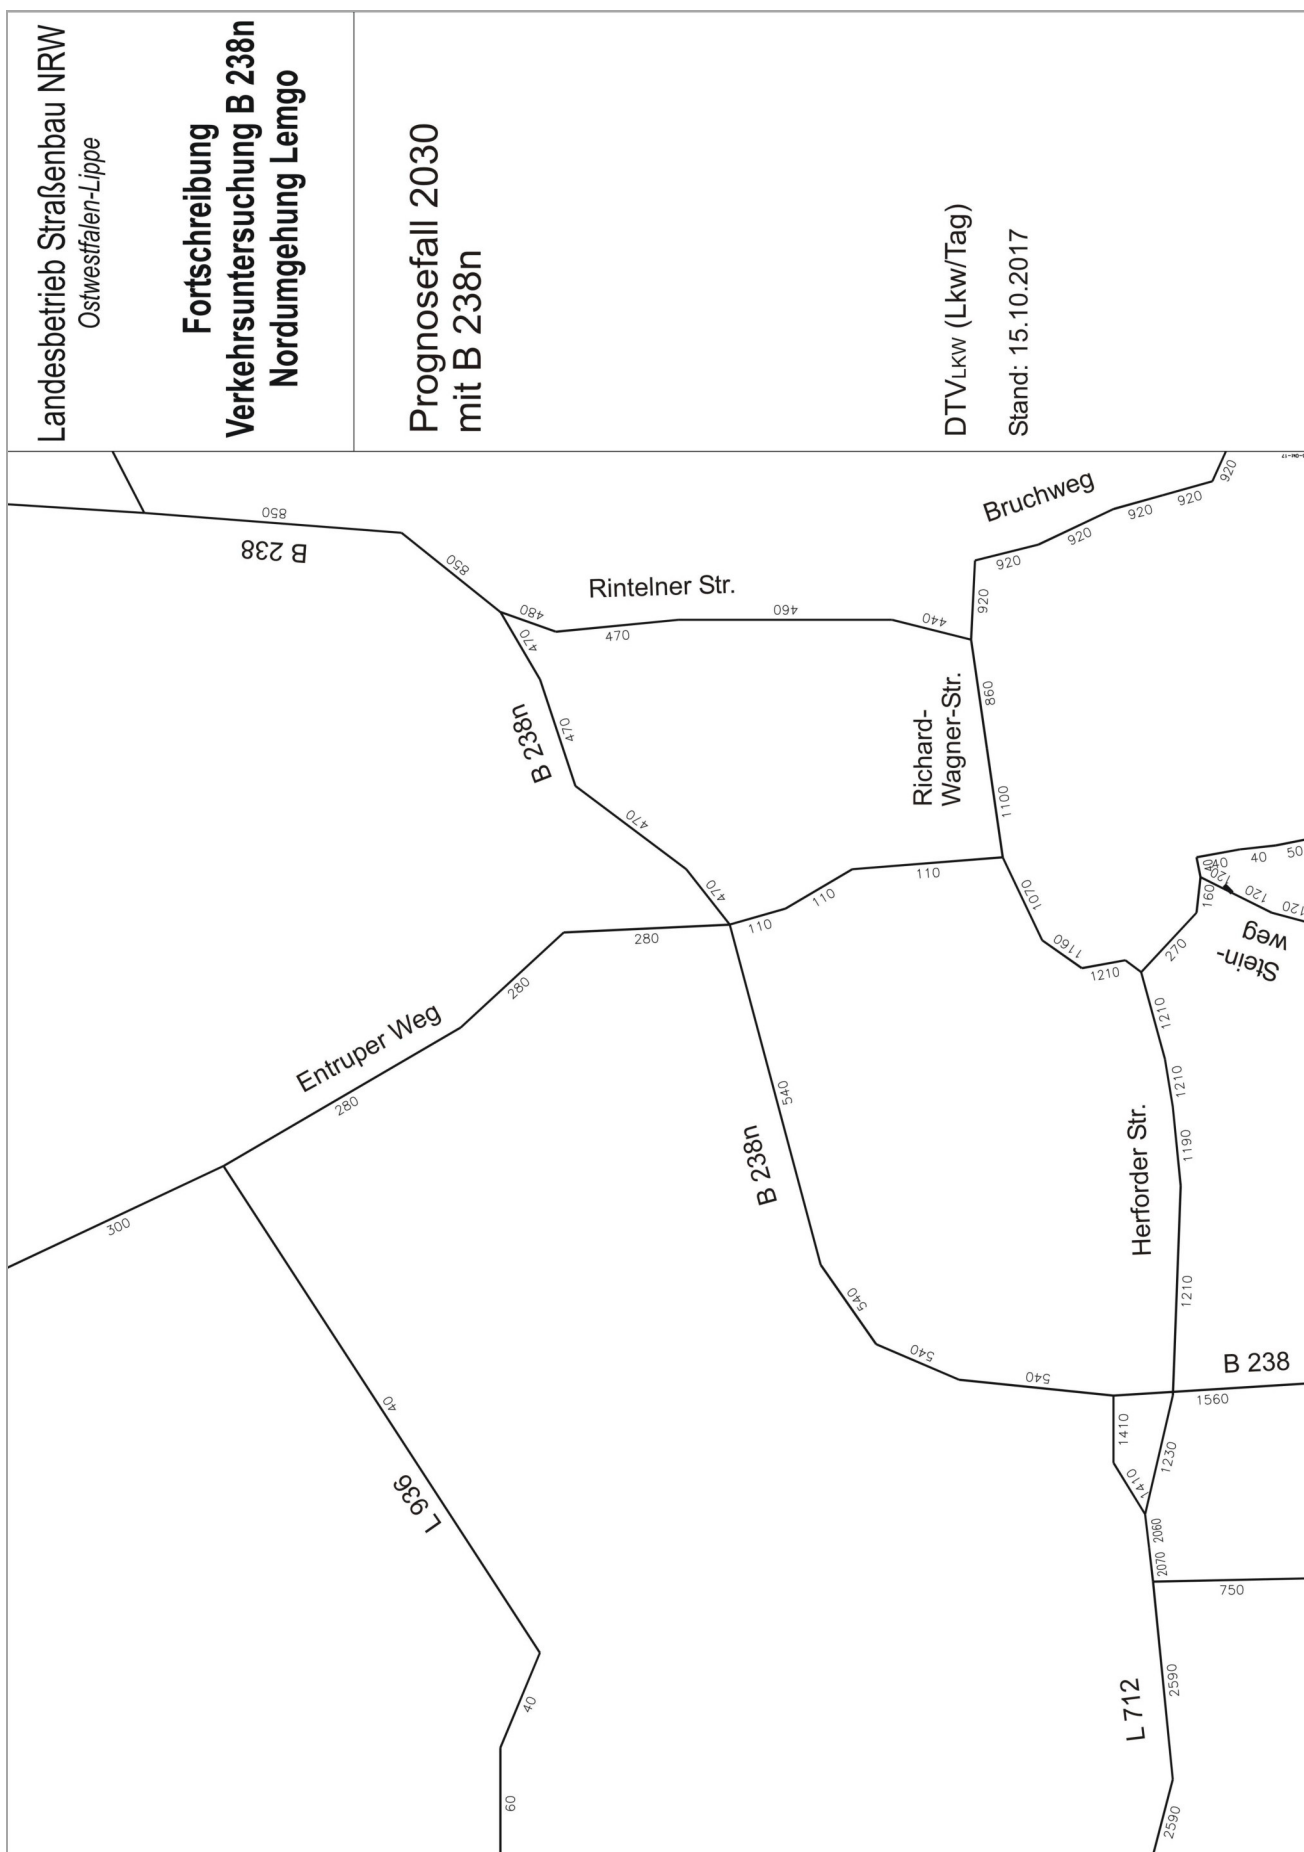 Landesbetrieb Straßenbau NRW
Ostwestfalen-Lippe
Fortschreibung
Verkehrsuntersuchung B 238n
Nordumgehung Lemgo
Prognosefall 2030
mit B 238n
DTVLKW (Lkw/Tag)
Stand: 15.10.2017
850
B 238
850
480
470
Rintelner Str.
470
460
440
B 238n
470
470
470
Bruchweg
920
920
920
920
920
920
Richard-
Wagner-Str.
860
1100
110
110
110
280
280
Entruper Weg
280
300
1070
1160
1210
270
160
120
120
120
40
40
40
50
Stein-
weg
1210
1210
1190
Herforder Str.
1210
540
B 238n
540
540
540
B 238
1560
1410
1410
1230
2060
2070
750
L 712
2590
2590
40
L 936
40
60